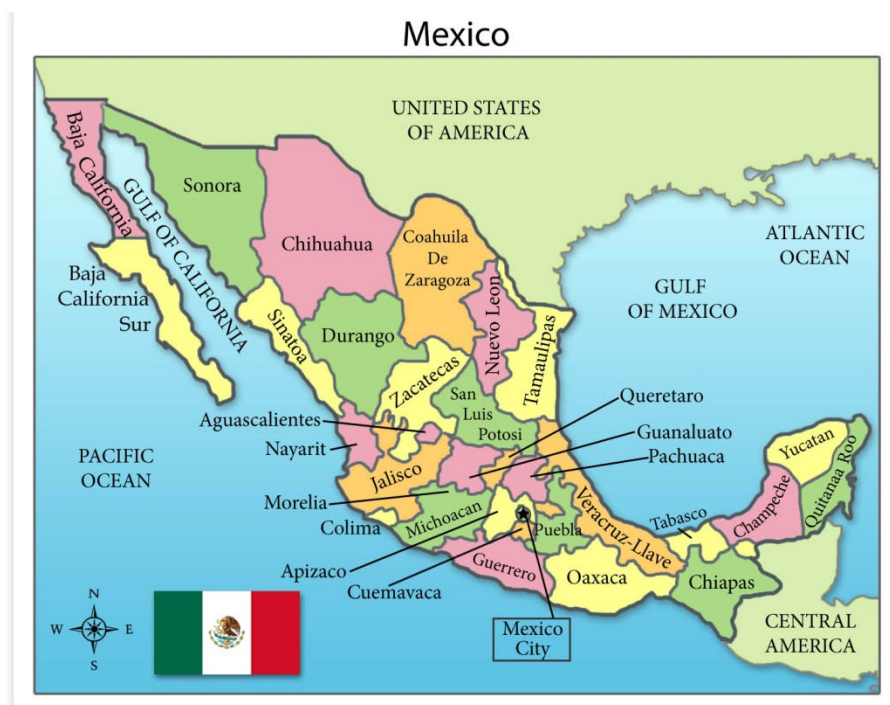 Mexico
UNITED STATES
OF AMERICA
Baja
California
Sonora
GULF OF CALIFORNIA
Chihuahua
Coahuila
De
Zaragoza
ATLANTIC
OCEAN
Baja
California
Sur
GULF
OF MEXICO
Sinatoa
Durango
Nuevo Leon
Tamaulipas
Zacatecas
San
Luis
Potosi
Queretaro
Aguascalientes
Nayarit
Guanaluato
Pachuaca
PACIFIC
OCEAN
Jalisco
Yucatan
Quitanaa Roo
Champeche
Morelia
Colima
Michoacan
Veracruz-Llave
Tabasco
Puebla
Apizaco
Guerrero
Oaxaca
Chiapas
Cuemavaca
Mexico
City
CENTRAL
AMERICA
N
W
E
S